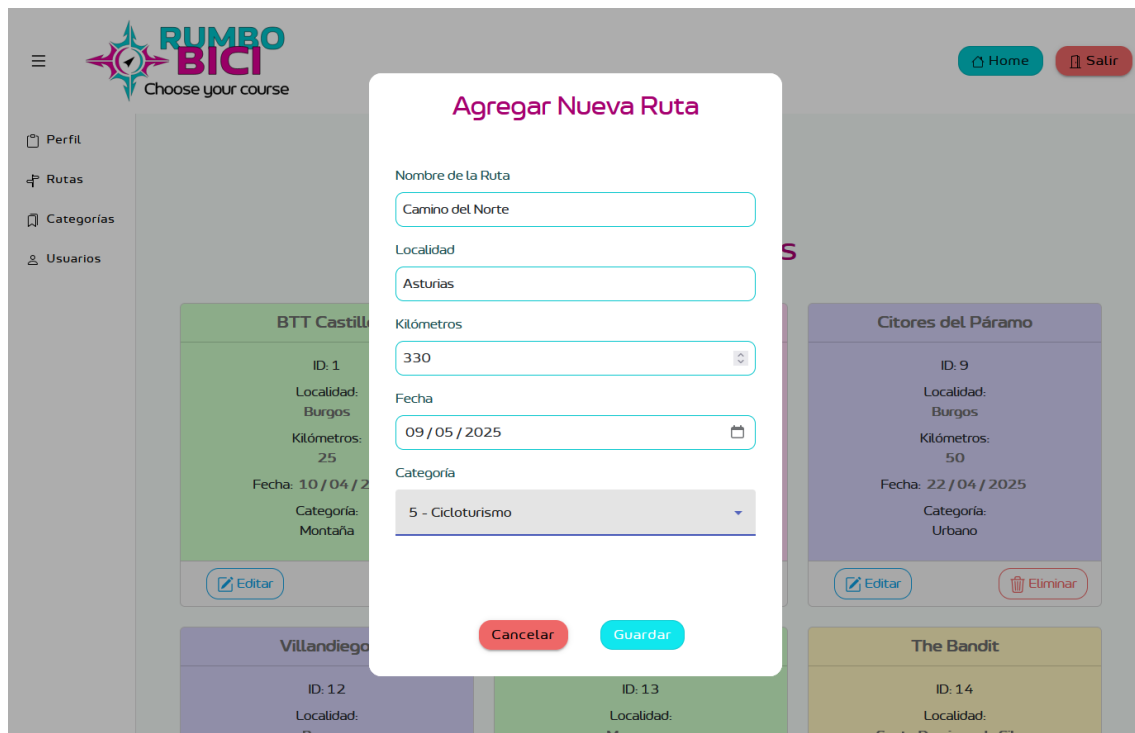 RUMBO
BICI
Choose your course
Home
Salir
Perfil
Rutas
Categorías
Usuarios
Agregar Nueva Ruta
Nombre de la Ruta
Camino del Norte
Localidad
Asturias
Kilómetros
330
Fecha
09/05/2025
Categoría
5 - Cicloturismo
Cancelar
Guardar
s
BTT Castill
ID: 1
Localidad:
Burgos
Kilómetros:
25
Fecha: 10/04/2
Categoría:
Montaña
Editar
Citores del Páramo
ID: 9
Localidad:
Burgos
Kilómetros:
50
Fecha: 22/04/2025
Categoría:
Urbano
Editar
Eliminar
Villandiego
ID: 12
Localidad:
ID: 13
Localidad:
The Bandit
ID: 14
Localidad: